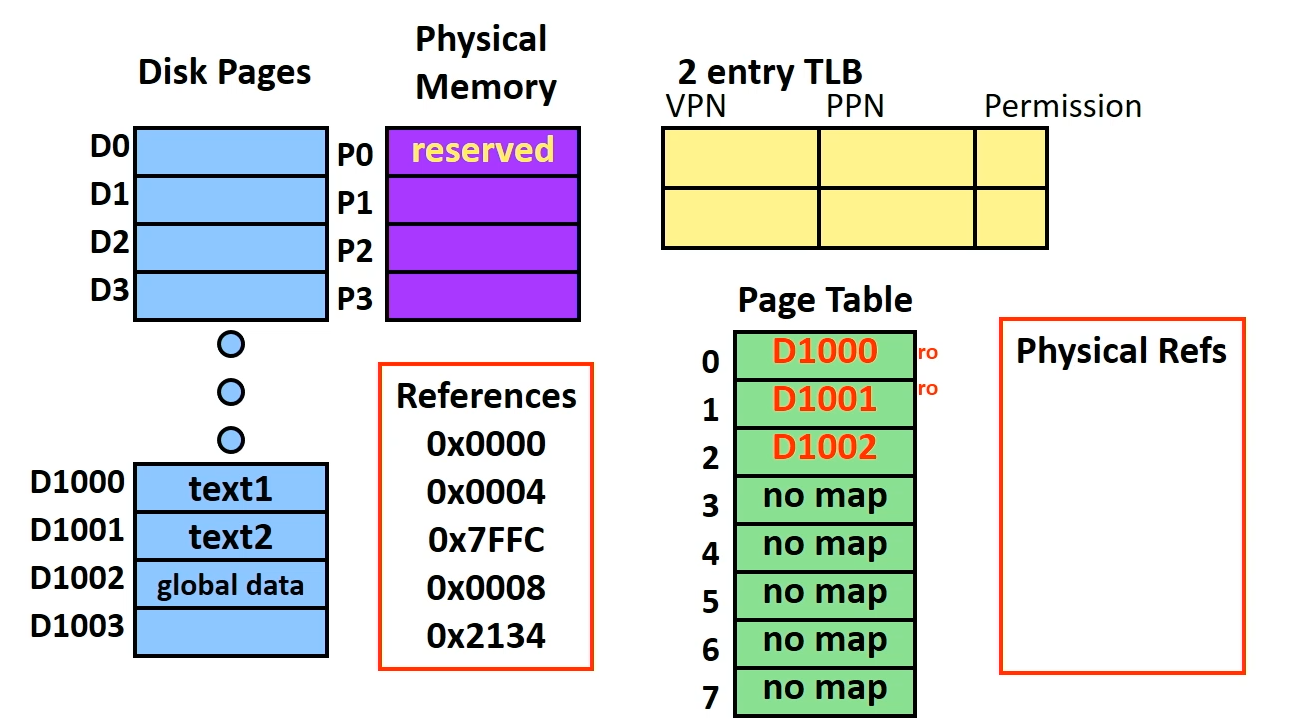 Disk Pages
D0
D1
D2
D3
D1000 text1
D1001 text2
D1002 global data
D1003
Physical
Memory
P0 reserved
P1
P2
P3
References
0x0000
0x0004
0x7FFC
0x0008
0x2134
2 entry TLB
VPN PPN Permission
Page Table
0 D1000 ro
1 D1001 ro
2 D1002
3 no map
4 no map
5 no map
6 no map
7 no map
Physical Refs